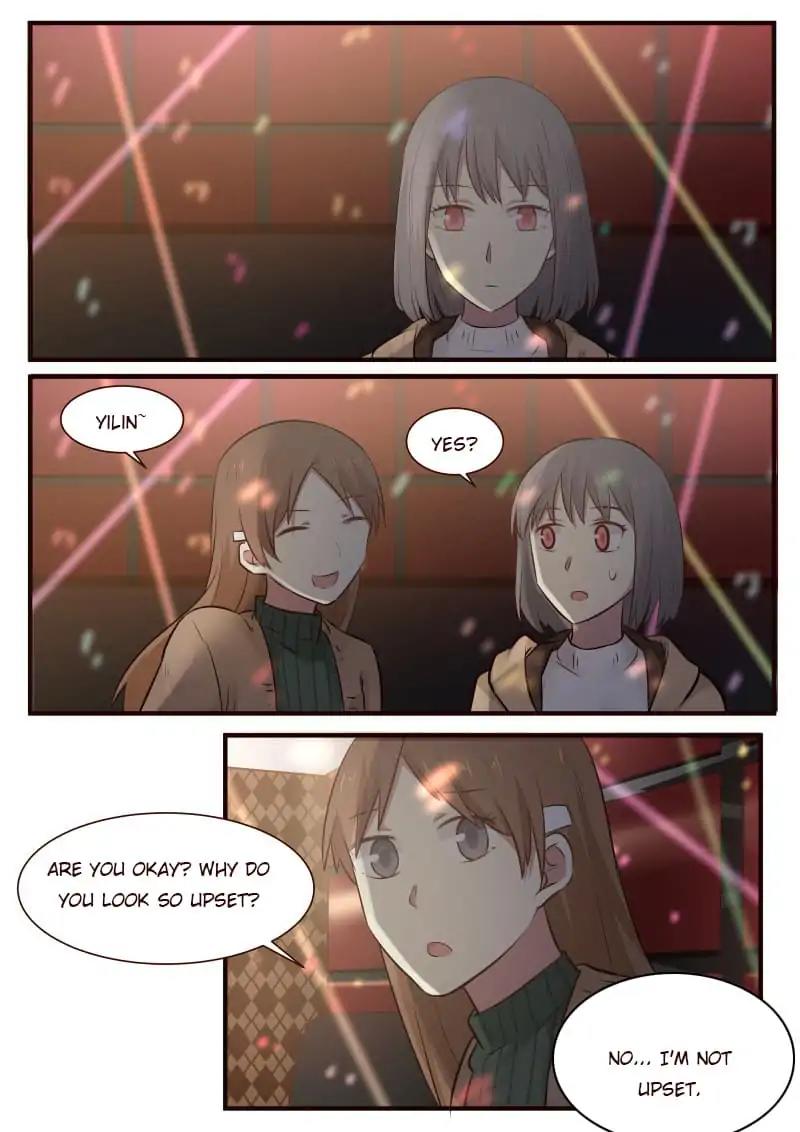 YILIN~
YES?
ARE YOU OKAY? WHY DO
YOU LOOK SO UPSET?
NO... I'M NOT
UPSET.